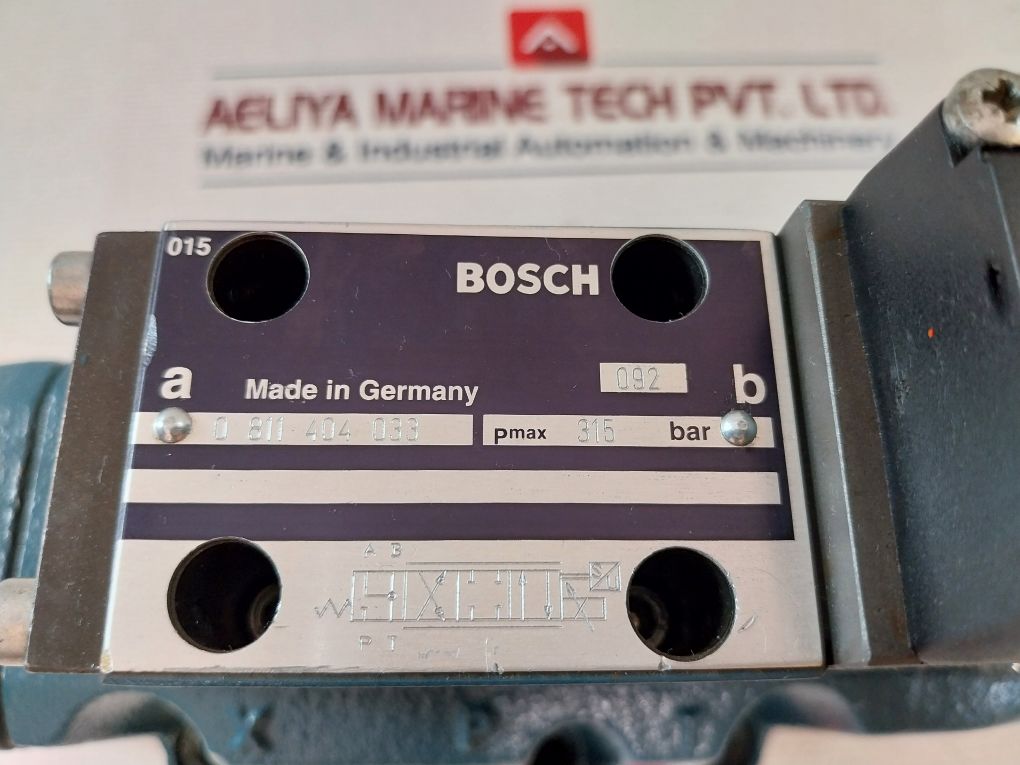 AELIYA MARINE TECH PVT. LTD.
Marine & Industrial Automation & Machinery
015
BOSCH
a
Made in Germany
092
b
0 811 404 033
pmax 315 bar
A B
S/U
P T
X P T